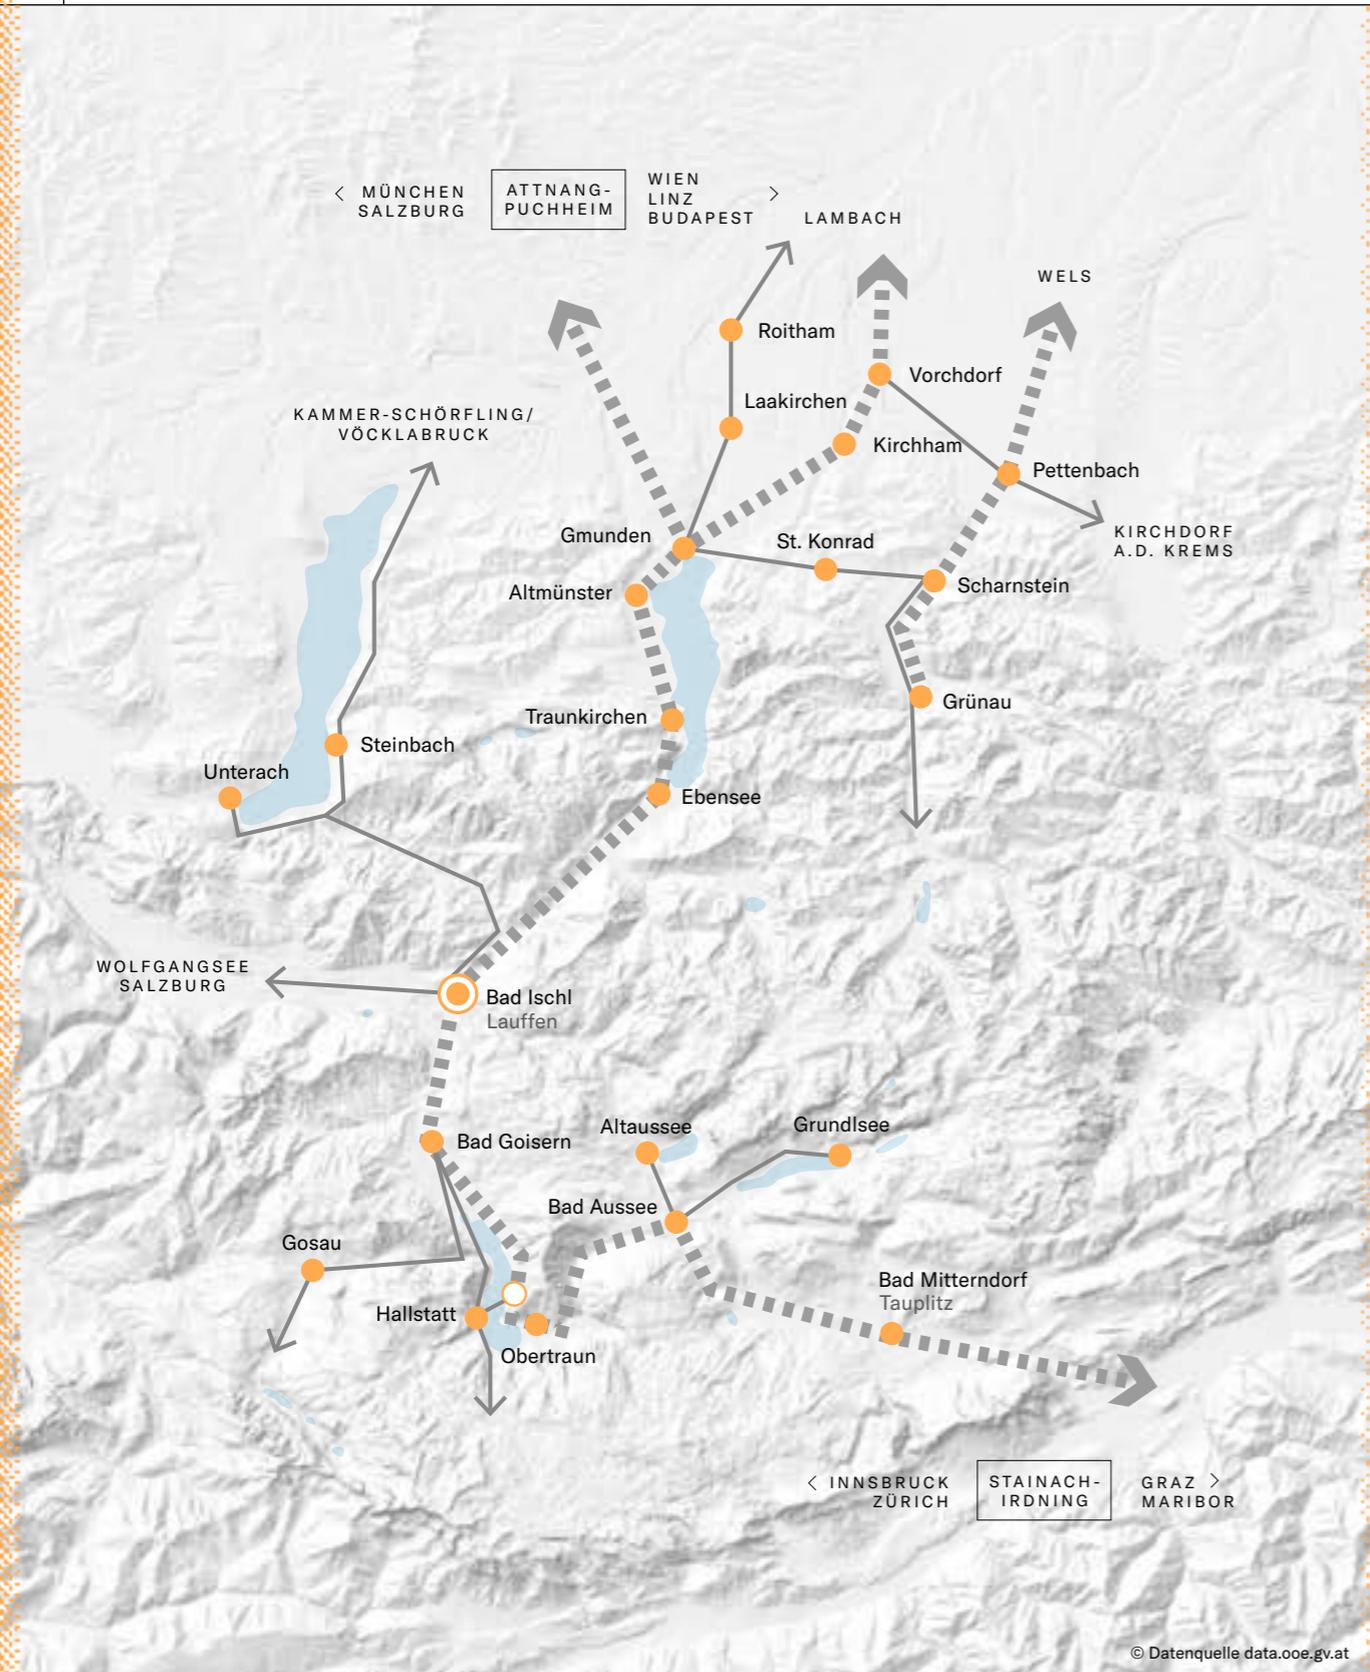 MÜNCHEN
SALZBURG
ATTNANG-
PUCHHEIM
WIEN
LINZ
BUDAPEST
LAMBACH
WELS
Roitham
Vorchdorf
Laakirchen
KAMMER-SCHÖRFLING/
VÖCKLABRUCK
Kirchham
Pettenbach
Gmunden
St. Konrad
KIRCHDORF
A.D. KREMS
Altmünster
Scharnstein
Grünau
Traunkirchen
Steinbach
Unterach
Ebensee
WOLFGANGSEE
SALZBURG
Bad Ischl
Lauffen
Altaussee
Grundlsee
Bad Goisern
Bad Aussee
Gosau
Bad Mitterndorf
Tauplitz
Hallstatt
Obertraun
INNSBRUCK
ZÜRICH
STAINACH-
IRDNING
GRAZ
MARIBOR
© Datenquelle data.ooe.gv.at